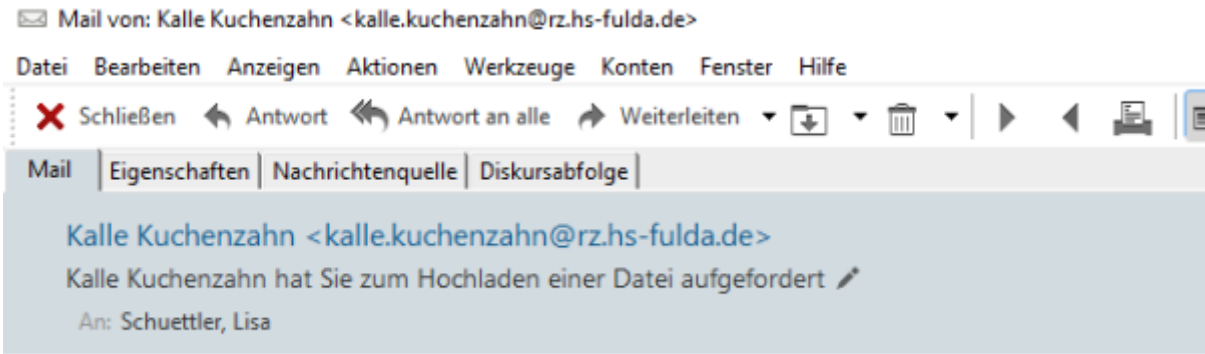 Mail von: Kalle Kuchenzahn <kalle.kuchenzahn@rz.hs-fulda.de>
Datei Bearbeiten Anzeigen Aktionen Werkzeuge Konten Fenster Hilfe
Schließen Antwort Antwort an alle Weiterleiten
Mail Eigenschaften Nachrichtenquelle Diskursabfolge
Kalle Kuchenzahn <kalle.kuchenzahn@rz.hs-fulda.de>
Kalle Kuchenzahn hat Sie zum Hochladen einer Datei aufgefordert
An: Schuettler, Lisa